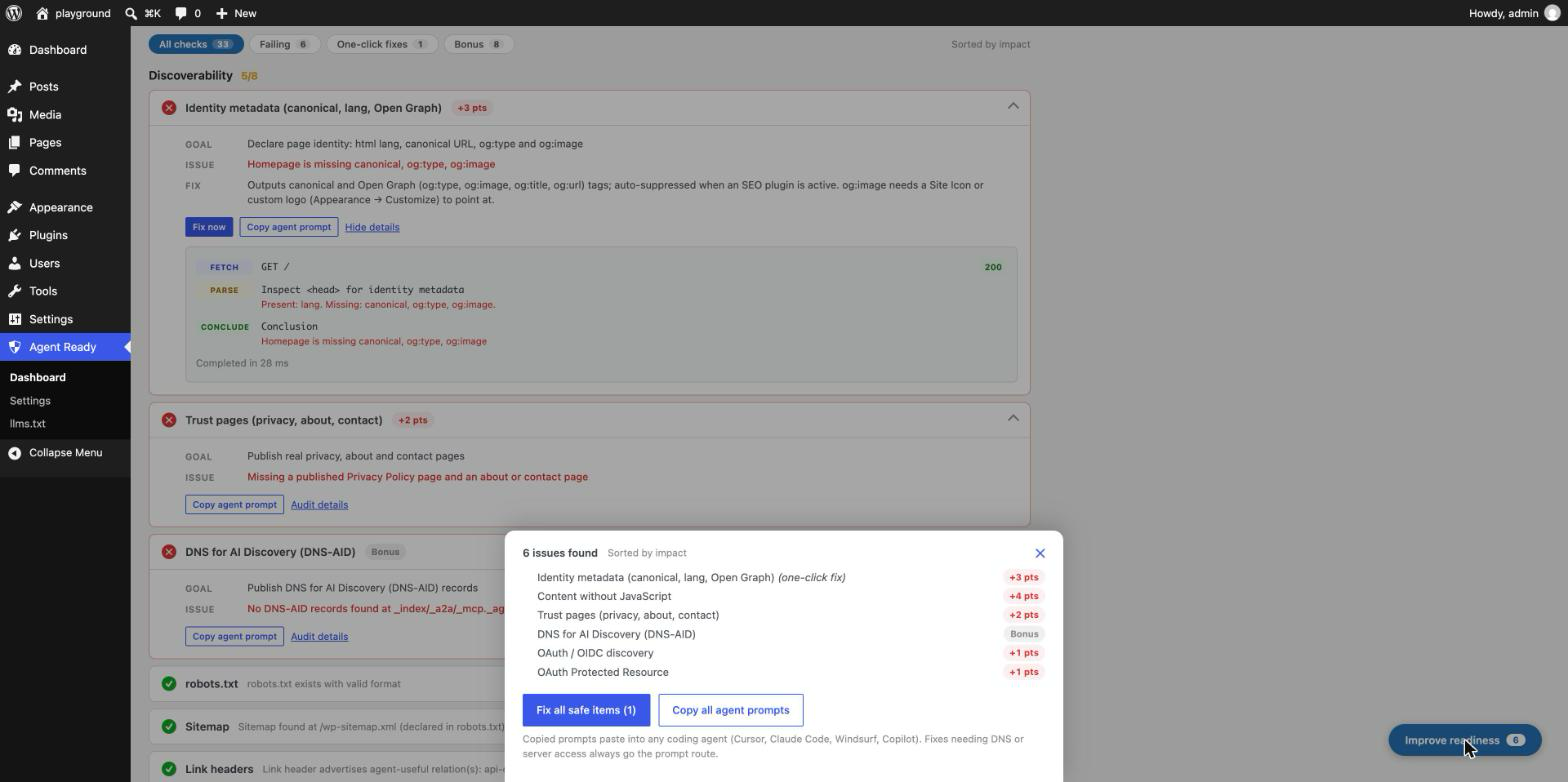 playground
⌘K
0
New
Howdy, admin
Dashboard
Posts
Media
Pages
Comments
Appearance
Plugins
Users
Tools
Settings
Agent Ready
Dashboard
Settings
llms.txt
Collapse Menu
All checks 33
Failing 6
One-click fixes 1
Bonus 8
Sorted by impact
Discoverability 5/8
Identity metadata (canonical, lang, Open Graph) +3 pts
GOAL Declare page identity: html lang, canonical URL, og:type and og:image
ISSUE Homepage is missing canonical, og:type, og:image
FIX Outputs canonical and Open Graph (og:type, og:image, og:title, og:url) tags; auto-suppressed when an SEO plugin is active. og:image needs a Site Icon or
custom logo (Appearance → Customize) to point at.
Fix now
Copy agent prompt
Hide details
FETCH GET / 200
PARSE Inspect <head> for identity metadata
Present: lang. Missing: canonical, og:type, og:image.
CONCLUDE Conclusion
Homepage is missing canonical, og:type, og:image
Completed in 28 ms
Trust pages (privacy, about, contact) +2 pts
GOAL Publish real privacy, about and contact pages
ISSUE Missing a published Privacy Policy page and an about or contact page
Copy agent prompt
Audit details
DNS for AI Discovery (DNS-AID) Bonus
GOAL Publish DNS for AI Discovery (DNS-AID) records
ISSUE No DNS-AID records found at _index/_a2a/_mcp._ag
Copy agent prompt
Audit details
robots.txt robots.txt exists with valid format
Sitemap Sitemap found at /wp-sitemap.xml (declared in robots.txt)
Link headers Link header advertises agent-useful relation(s): api-
6 issues found Sorted by impact
Identity metadata (canonical, lang, Open Graph) (one-click fix) +3 pts
Content without JavaScript +4 pts
Trust pages (privacy, about, contact) +2 pts
DNS for AI Discovery (DNS-AID) Bonus
OAuth / OIDC discovery +1 pts
OAuth Protected Resource +1 pts
Fix all safe items (1)
Copy all agent prompts
Copied prompts paste into any coding agent (Cursor, Claude Code, Windsurf, Copilot). Fixes needing DNS or
server access always go the prompt route.
Improve readiness 6